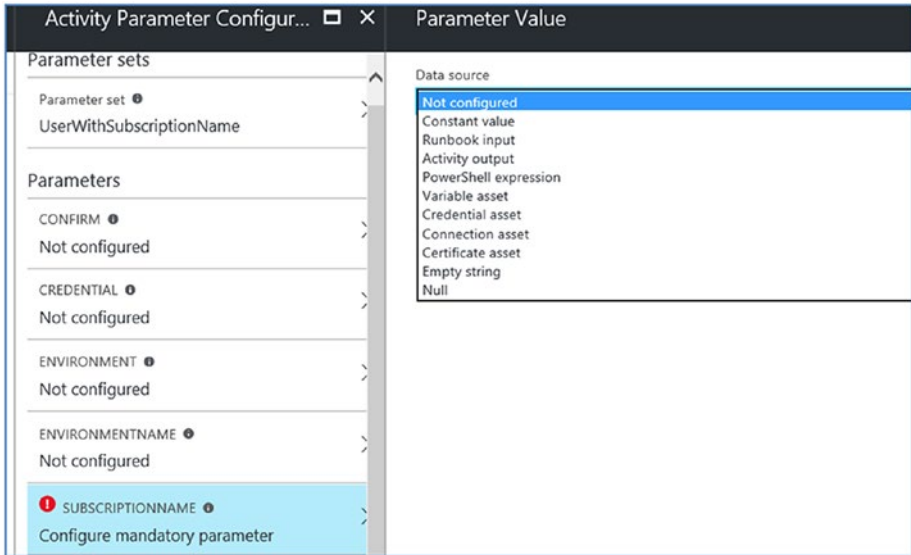 Activity Parameter Configur...
Parameter sets
Parameter set
UserWithSubscriptionName
Parameters
CONFIRM
Not configured
CREDENTIAL
Not configured
ENVIRONMENT
Not configured
ENVIRONMENTNAME
Not configured
SUBSCRIPTIONNAME
Configure mandatory parameter
Parameter Value
Data source
Not configured
Constant value
Runbook input
Activity output
PowerShell expression
Variable asset
Credential asset
Connection asset
Certificate asset
Empty string
Null